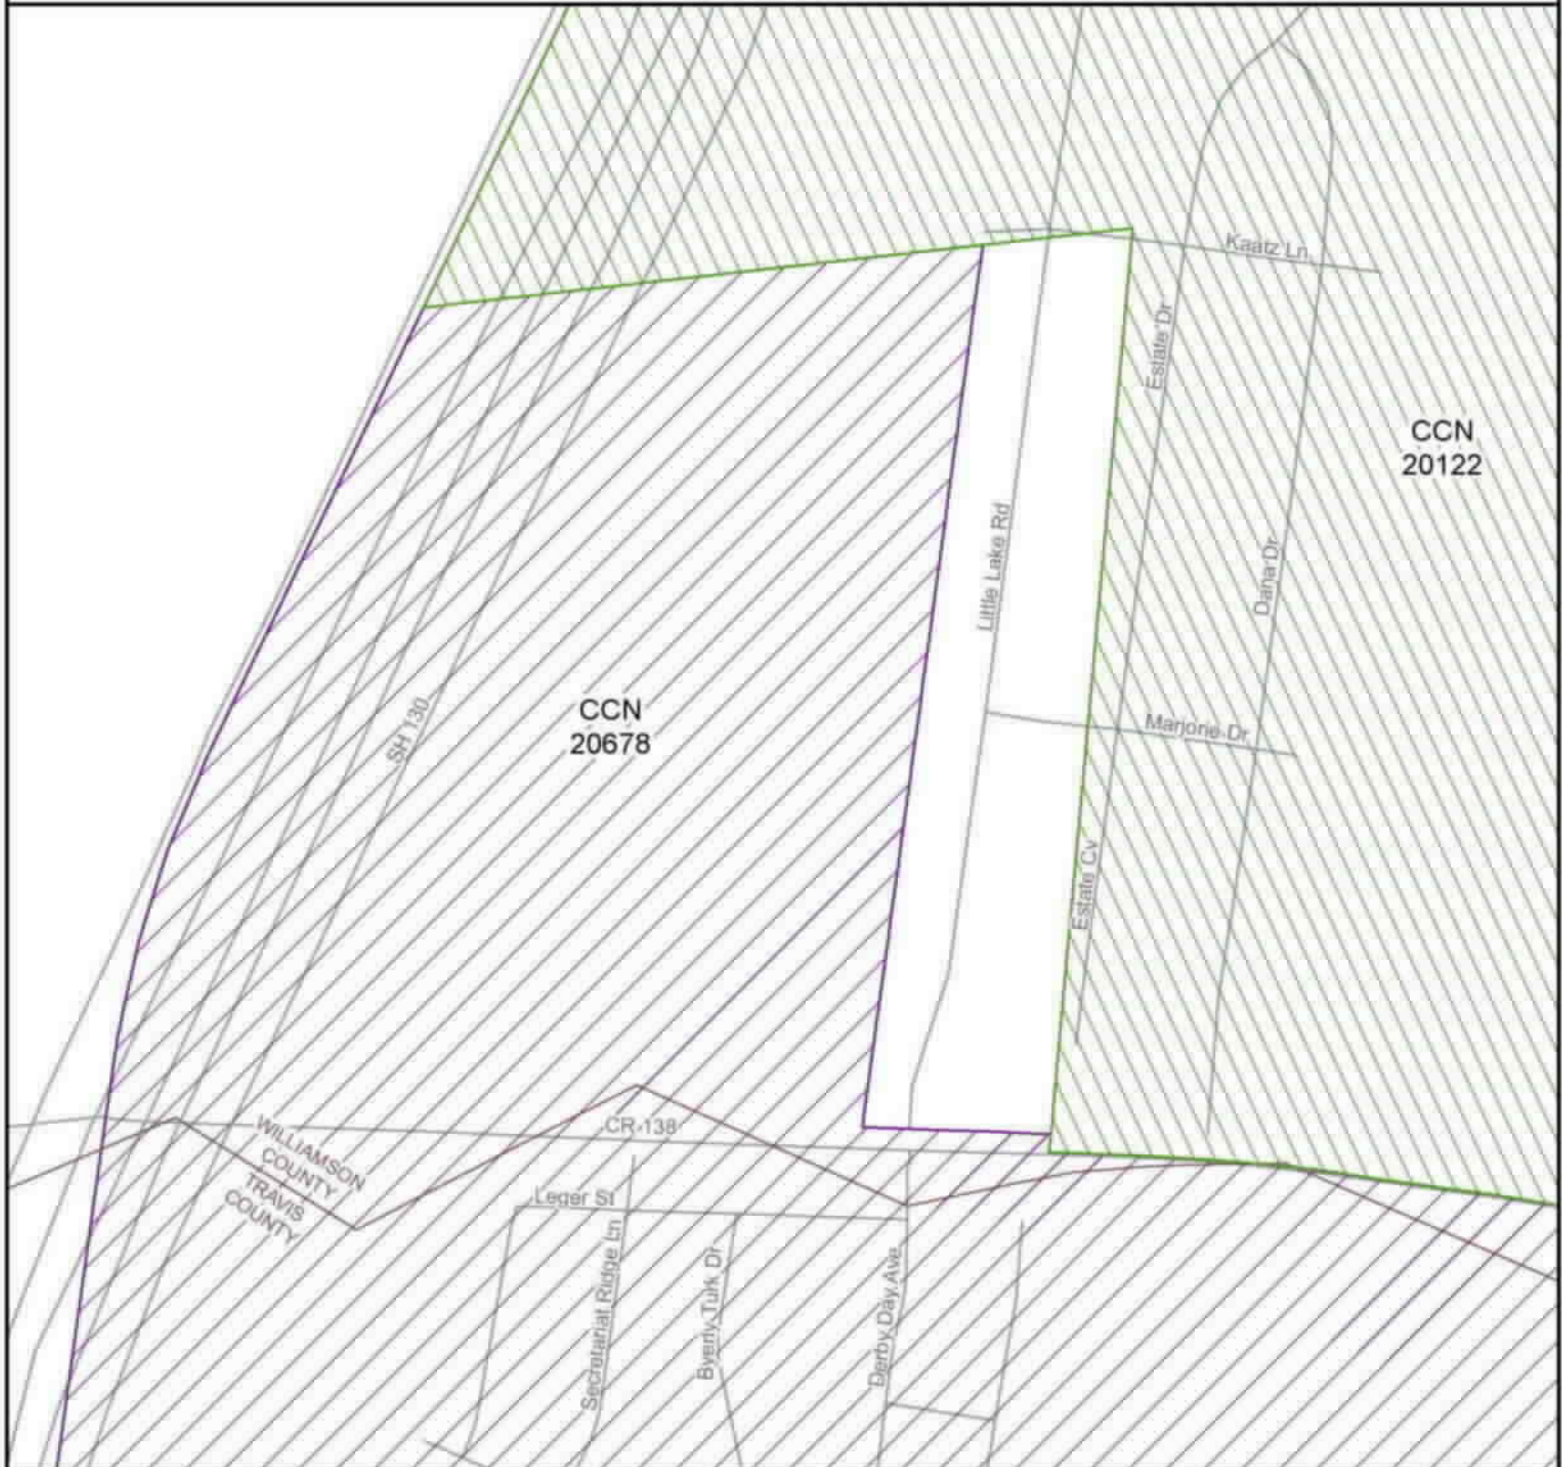 Kaatz Ln
Estate Dr
CCN
20122
Little Lake Rd
Dana Dr
SH 130
CCN
20678
Marjorie Dr
Estate Cv
WILLIAMSON
COUNTY
TRAVIS
COUNTY
CR 138
Leger St
Secretariat Ridge Ln
Byerly Turk Dr
Derby Day Ave